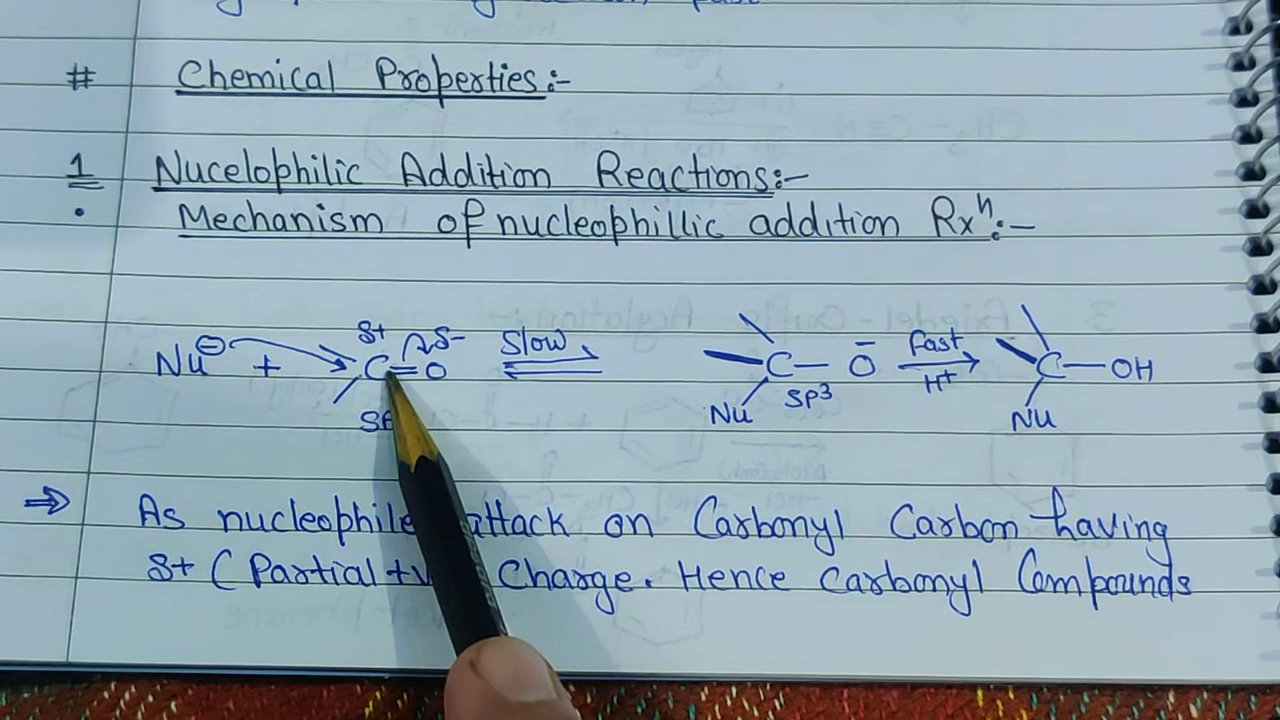 # Chemical Properties:-
1 Nucelophilic Addition Reactions:-
• Mechanism of nucleophillic addition Rxⁿ:-
Nu⊖ + C=O δ+ δ- Slow C—Ō sp3 Nu fast H+ C—OH Nu
⇒ As nucleophile attack on Carbonyl Carbon having
δ+ (Partial Charge. Hence carbonyl Compounds